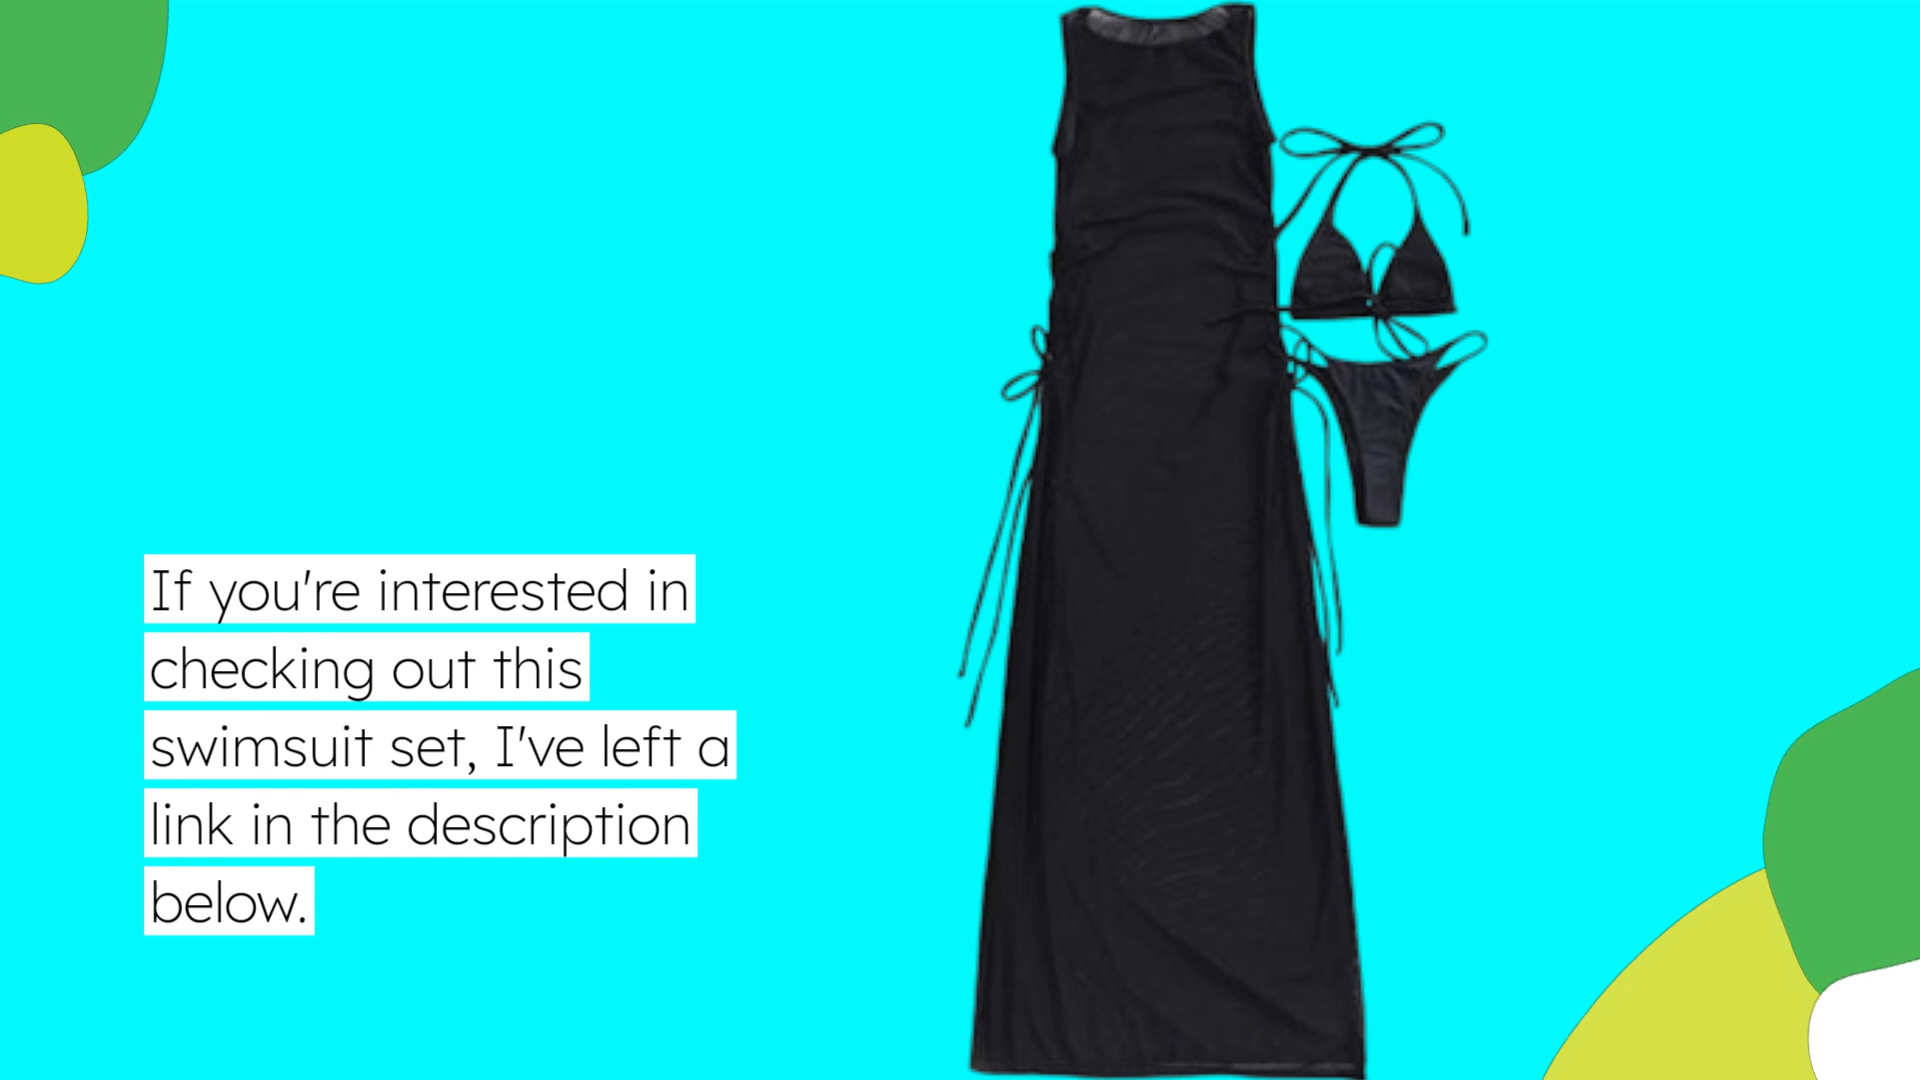 If you're interested in
checking out this
swimsuit set, I've left a
link in the description
below.